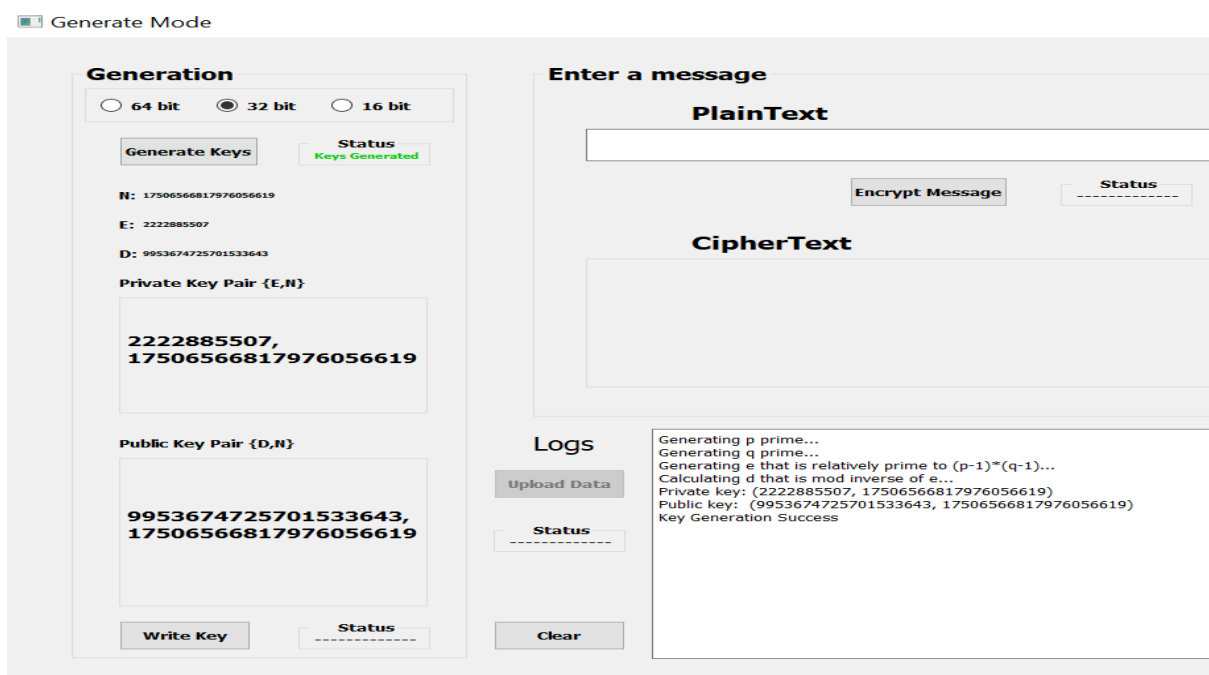 Generate Mode
Generation
64 bit 32 bit 16 bit
Generate Keys
Status
Keys Generated
N: 17506566817976056619
E: 2222885507
D: 9953674725701533643
Private Key Pair {E,N}
2222885507,
17506566817976056619
Public Key Pair {D,N}
9953674725701533643,
17506566817976056619
Write Key
Status
-------------
Enter a message
PlainText
Encrypt Message
Status
-------------
CipherText
Logs
Upload Data
Status
-------------
Clear
Generating p prime...
Generating q prime...
Generating e that is relatively prime to (p-1)*(q-1)...
Calculating d that is mod inverse of e...
Private key: (2222885507, 17506566817976056619)
Public key: (9953674725701533643, 17506566817976056619)
Key Generation Success